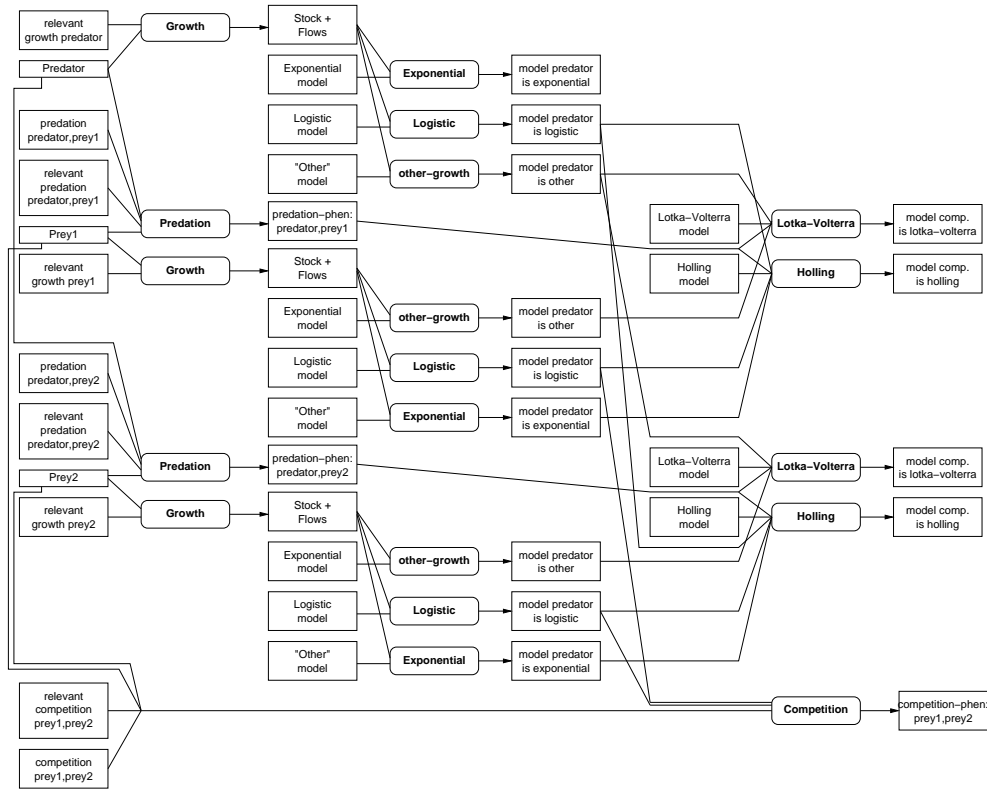 relevant
growth predator
Growth
Stock +
Flows
Predator
Exponential
model
Exponential
model predator
is exponential
predation
predator,prey1
Logistic
model
Logistic
model predator
is logistic
relevant
predation
predator,prey1
"Other"
model
other−growth
model predator
is other
Predation
predation−phen:
predator,prey1
Lotka−Volterra
model
Lotka−Volterra
model comp.
is lotka−volterra
Prey1
relevant
growth prey1
Growth
Stock +
Flows
Holling
model
Holling
model comp.
is holling
Exponential
model
other−growth
model predator
is other
predation
predator,prey2
Logistic
model
Logistic
model predator
is logistic
relevant
predation
predator,prey2
"Other"
model
Exponential
model predator
is exponential
Predation
predation−phen:
predator,prey2
Lotka−Volterra
model
Lotka−Volterra
model comp.
is lotka−volterra
Prey2
relevant
growth prey2
Growth
Stock +
Flows
Holling
model
Holling
model comp.
is holling
Exponential
model
other−growth
model predator
is other
Logistic
model
Logistic
model predator
is logistic
"Other"
model
Exponential
model predator
is exponential
relevant
competition
prey1,prey2
Competition
competition−phen:
prey1,prey2
competition
prey1,prey2